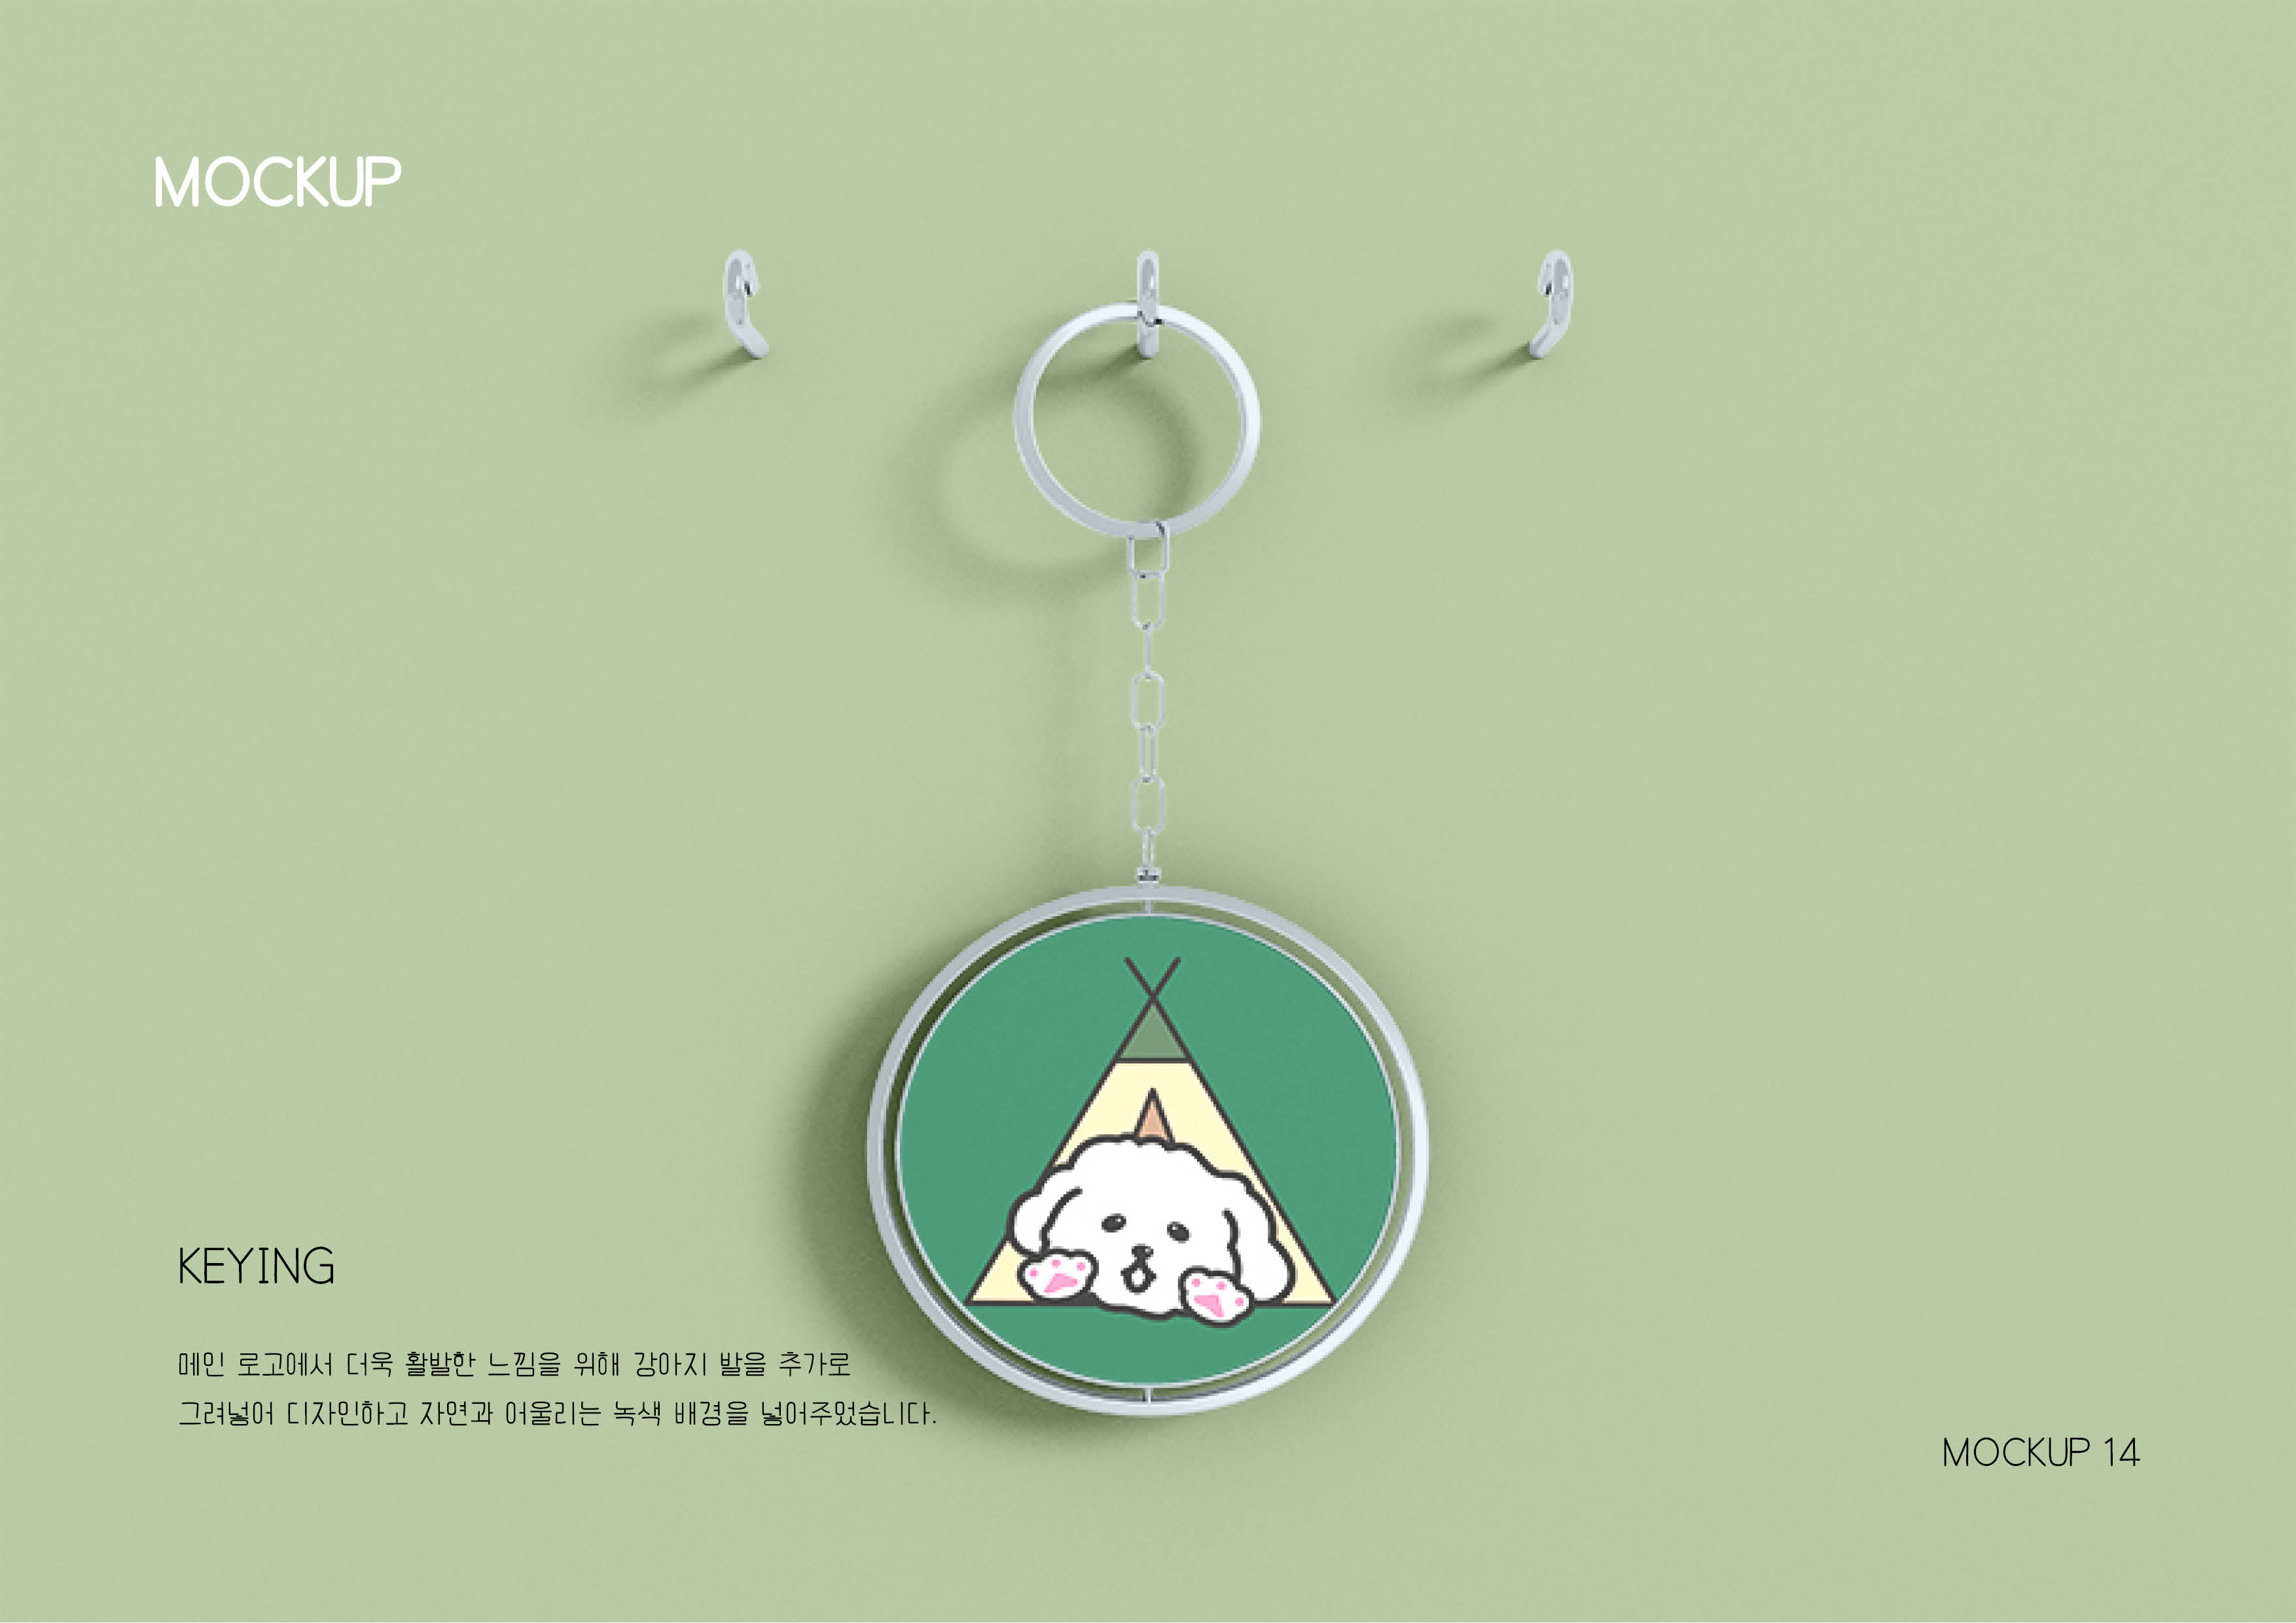 MOCKUP
KEYING
메인 로고에서 더욱 활발한 느낌을 위해 강아지 발을 추가로
그려넣어 디자인하고 자연과 어울리는 녹색 배경을 넣어주었습니다.
MOCKUP 14